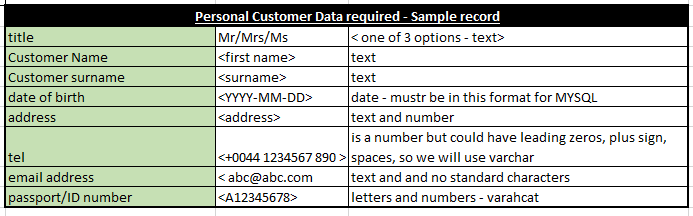 Personal Customer Data required - Sample record
title Mr/Mrs/Ms < one of 3 options - text>
Customer Name <first name> text
Customer surname <surname> text
date of birth <YYYY-MM-DD> date - mustr be in this format for MYSQL
address <address> text and number
is a number but could have leading zeros, plus sign,
tel <+0044 1234567 890 > spaces, so we will use varchar
email address < abc@abc.com text and and no standard characters
passport/ID number <A12345678> letters and numbers - varahcat